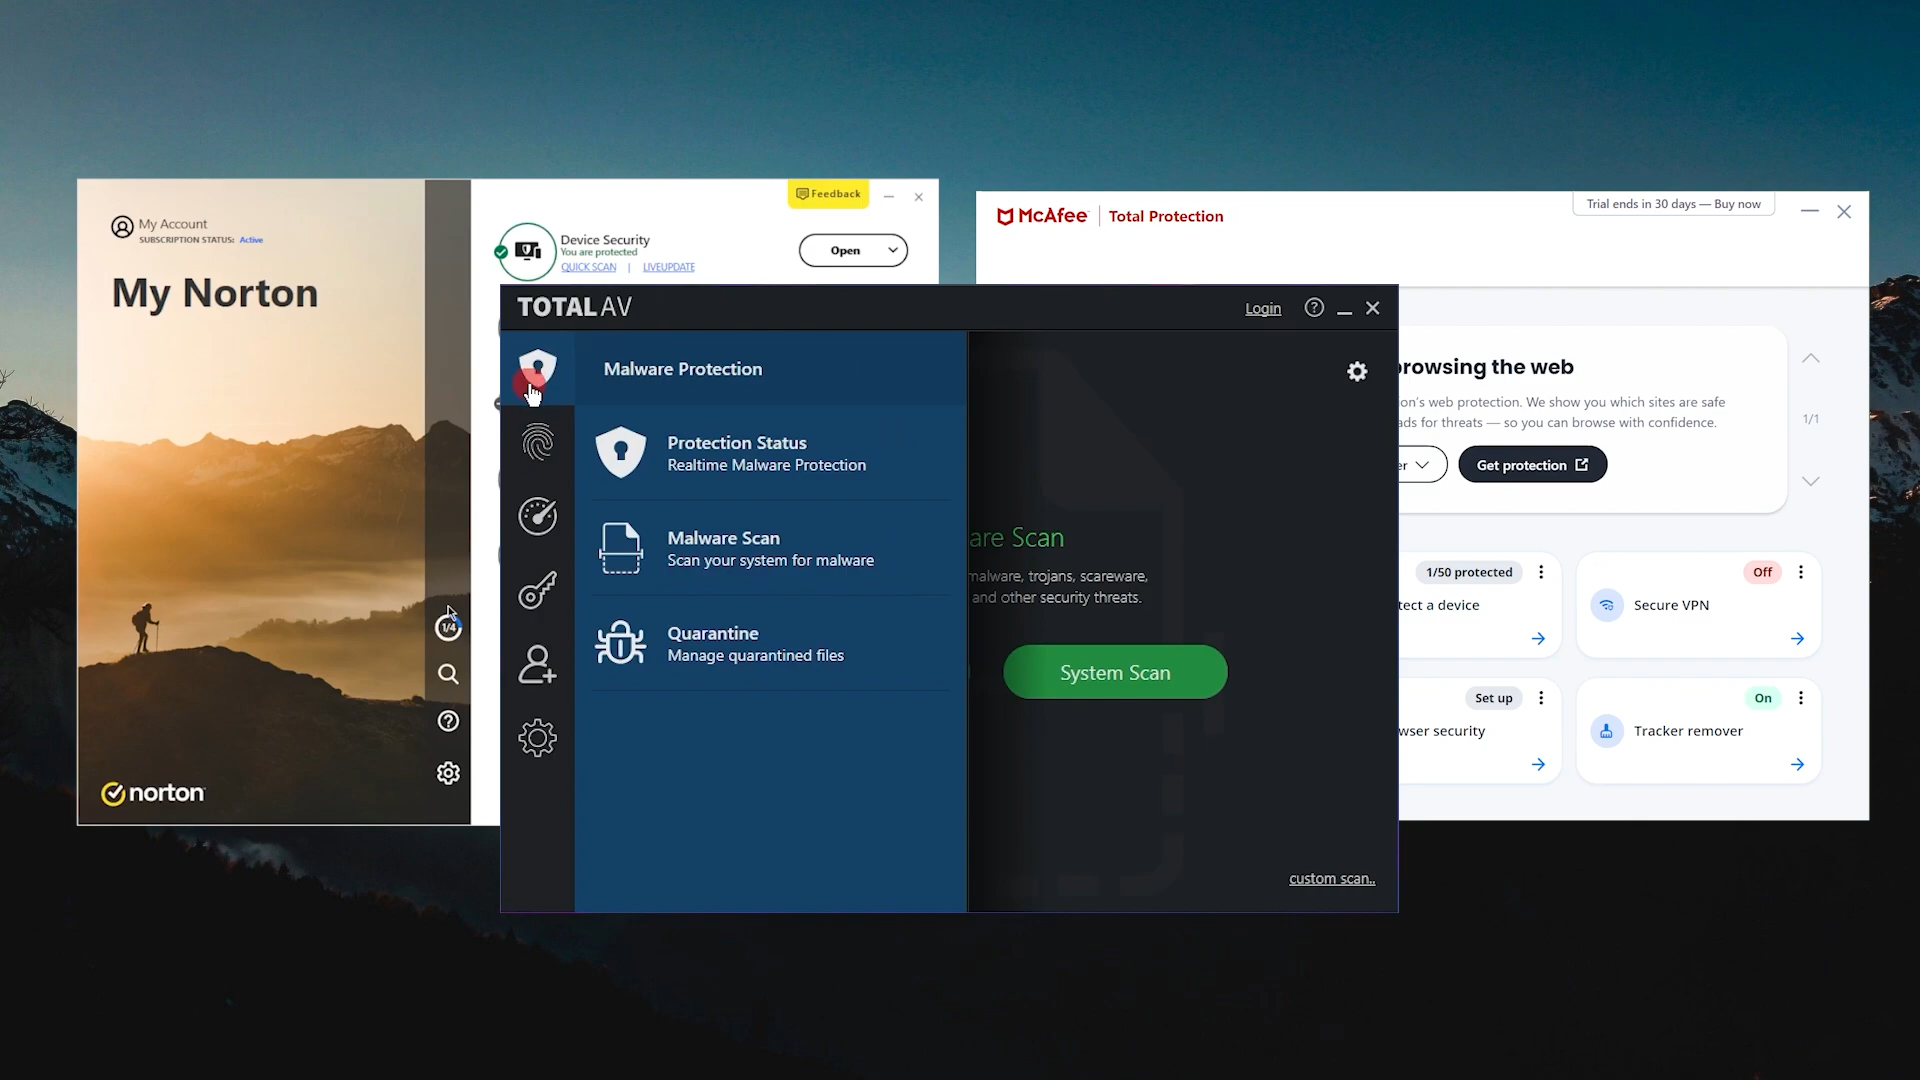 My Account
SUBSCRIPTION STATUS: Active
My Norton
1/4
norton
Feedback
Device Security
You are protected
QUICK SCAN | LIVEUPDATE
Open
McAfee | Total Protection
Trial ends in 30 days — Buy now
TOTALAV
Login
Malware Protection
Protection Status
Realtime Malware Protection
Malware Scan
Scan your system for malware
Quarantine
Manage quarantined files
are Scan
malware, trojans, scareware,
and other security threats.
System Scan
custom scan..
rowsing the web
on's web protection. We show you which sites are safe
ads for threats — so you can browse with confidence.
er
Get protection
1/1
1/50 protected
tect a device
Off
Secure VPN
Set up
wser security
On
Tracker remover